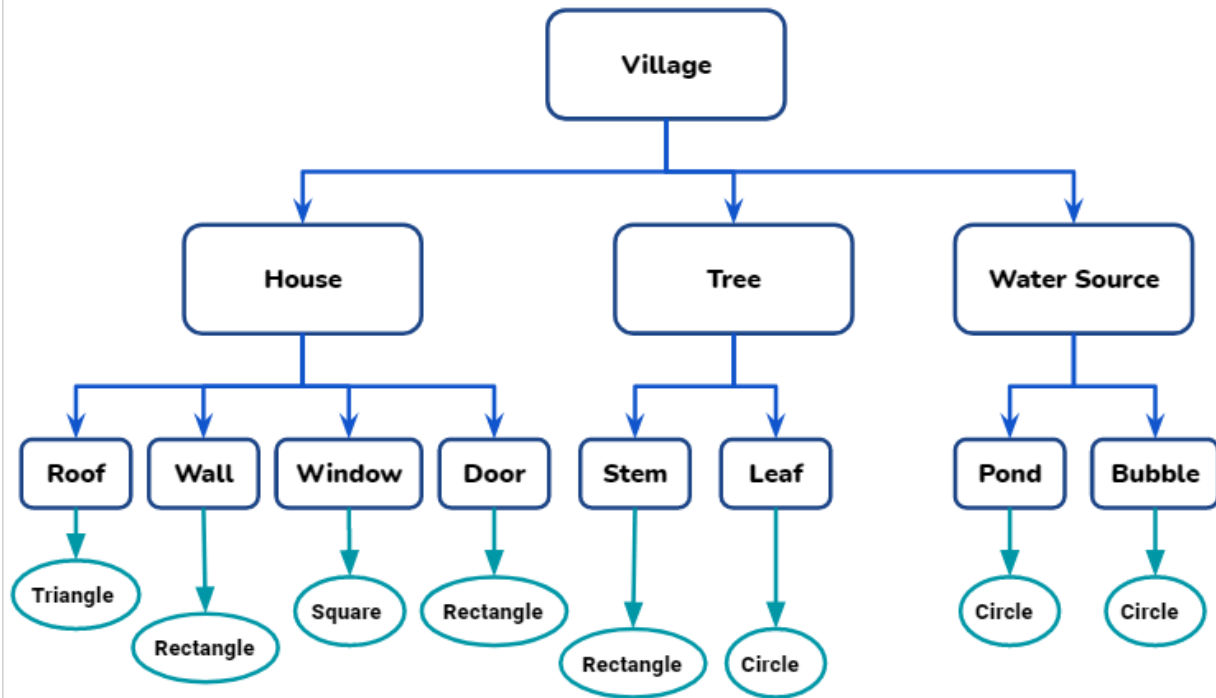 Village
House
Tree
Water Source
Roof
Wall
Window
Door
Stem
Leaf
Pond
Bubble
Triangle
Rectangle
Square
Rectangle
Rectangle
Circle
Circle
Circle